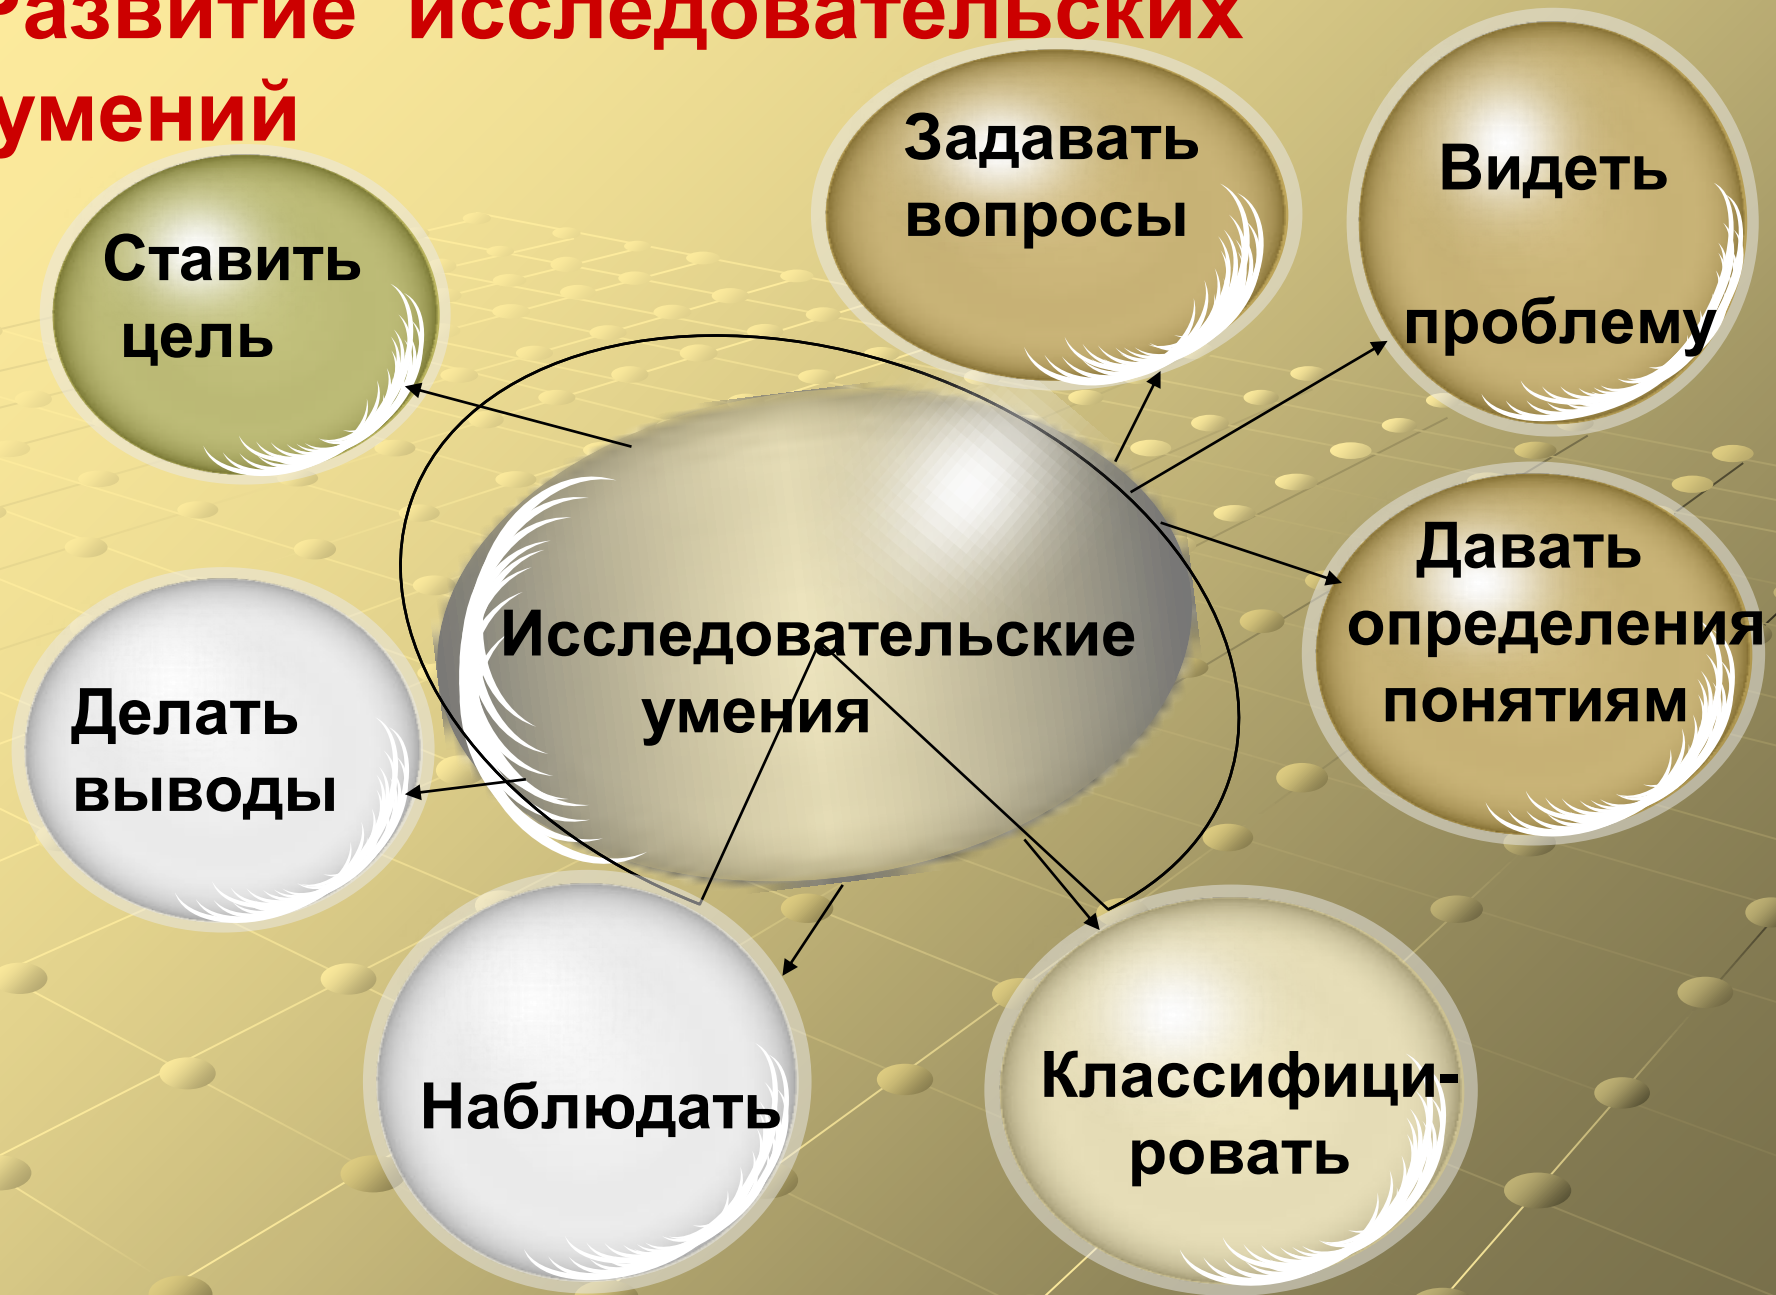 Развитие исследовательских
умений
Задавать
вопросы
Видеть
проблему
Ставить
цель
Давать
определения
понятиям
Исследовательские
умения
Делать
выводы
Наблюдать
Классифици-
ровать